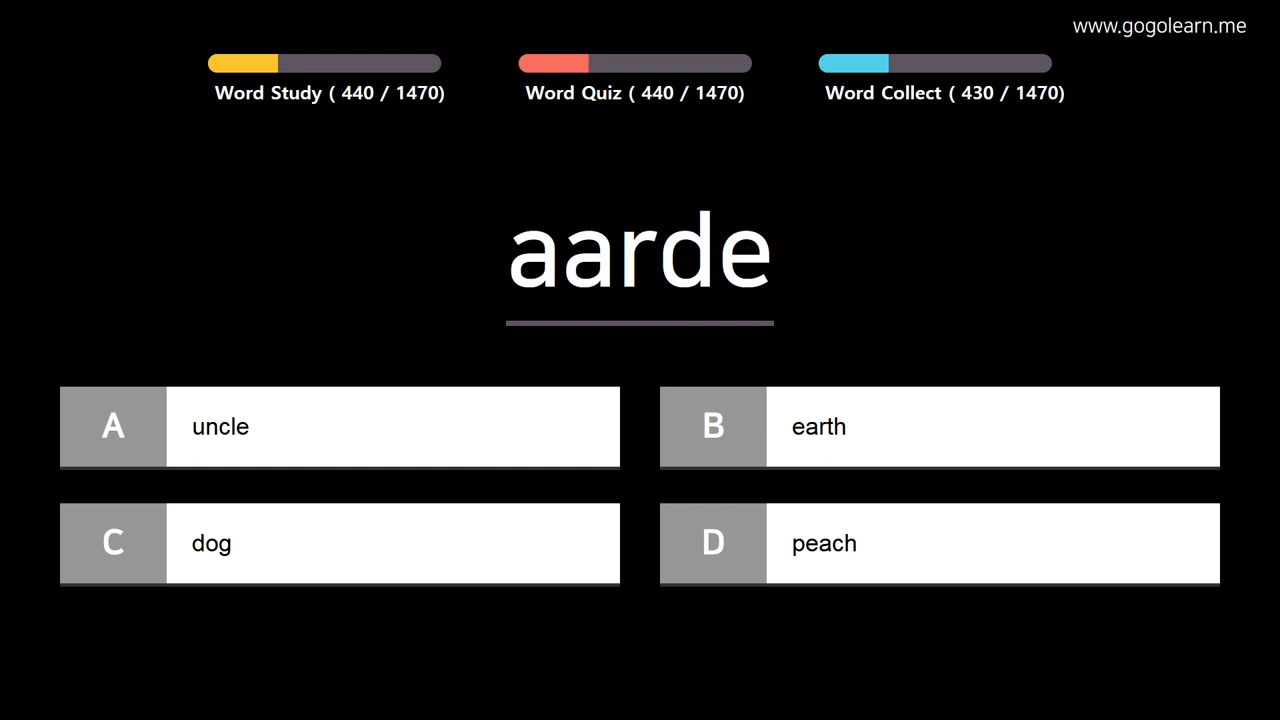 www.gogolearn.me
Word Study ( 440 / 1470)
Word Quiz ( 440 / 1470)
Word Collect ( 430 / 1470)
aarde
A uncle
B earth
C dog
D peach